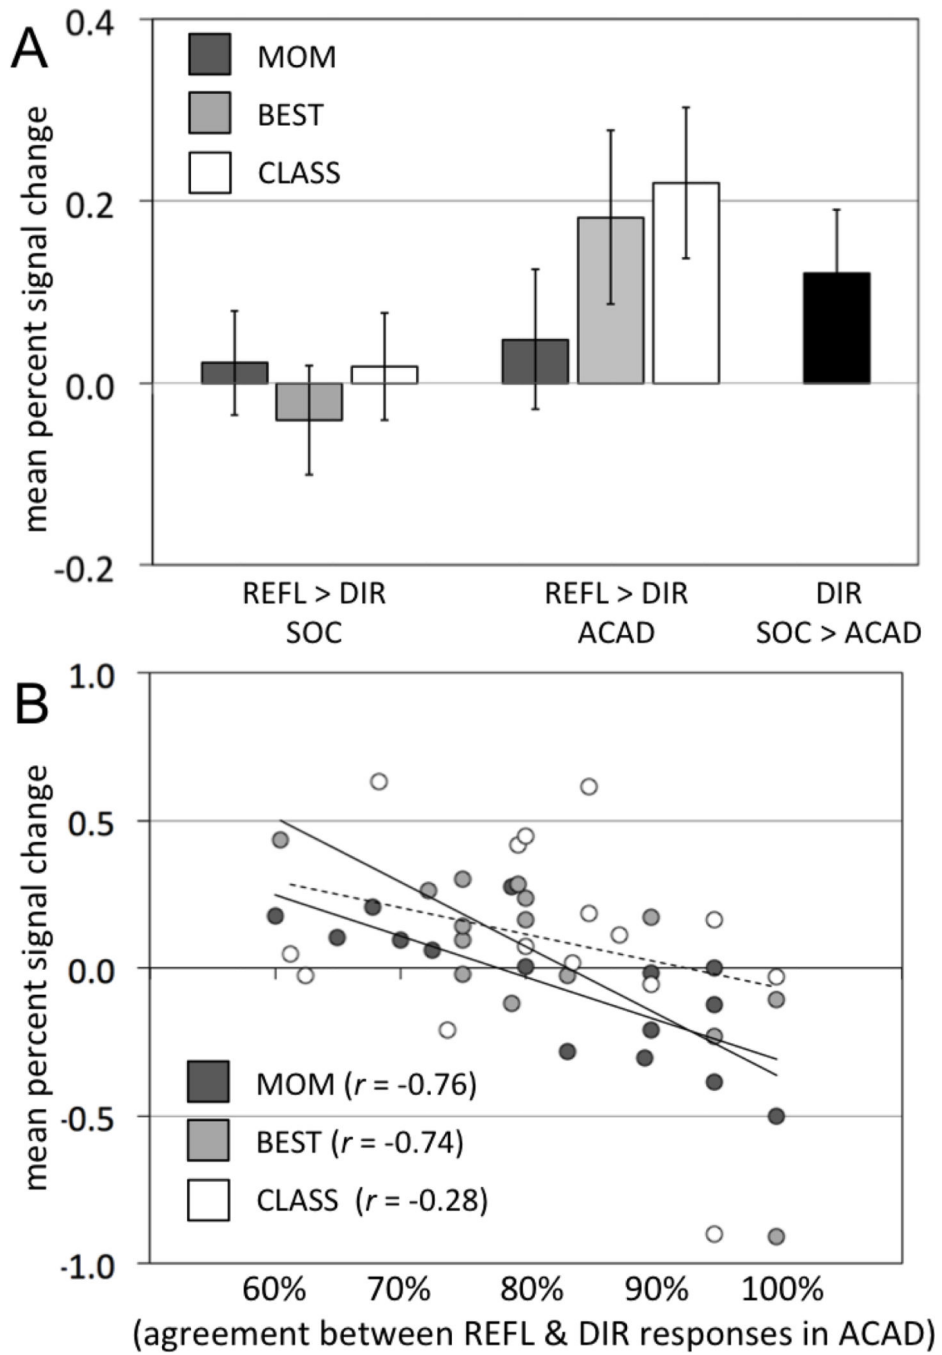 A
mean percent signal change
0.4
0.2
0.0
-0.2
MOM
BEST
CLASS
REFL > DIR
SOC
REFL > DIR
ACAD
DIR
SOC > ACAD
B
mean percent signal change
1.0
0.5
0.0
-0.5
-1.0
MOM (r = -0.76)
BEST (r = -0.74)
CLASS (r = -0.28)
60% 70% 80% 90% 100%
(agreement between REFL & DIR responses in ACAD)